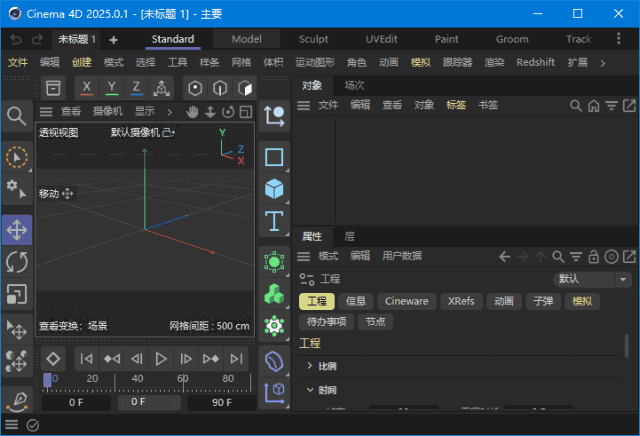 Cinema 4D 2025.0.1 - [未标题 1] - 主要
未标题 1 Standard Model Sculpt UVEdit Paint Groom Track
文件 编辑 创建 模式 选择 工具 样条 网格 体积 运动图形 角色 动画 模拟 跟踪器 渲染 Redshift 扩展
X Y Z
对象 场次
查看 摄像机 显示
文件 编辑 查看 对象 标签 书签
透视视图 默认摄像机
Y
Z
X
移动
查看变换: 场景 网格间距 : 500 cm
属性 层
模式 编辑 用户数据
工程 默认
工程 信息 Cineware XRefs 动画 子弹 模拟
待办事项 节点
工程
比例
时间
0 30 60 80
0 F 0 F 90 F